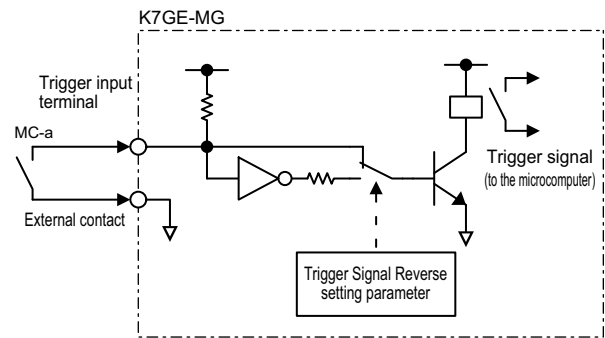 K7GE-MG
Trigger input
terminal
MC-a
External contact
Trigger signal
(to the microcomputer)
Trigger Signal Reverse
setting parameter